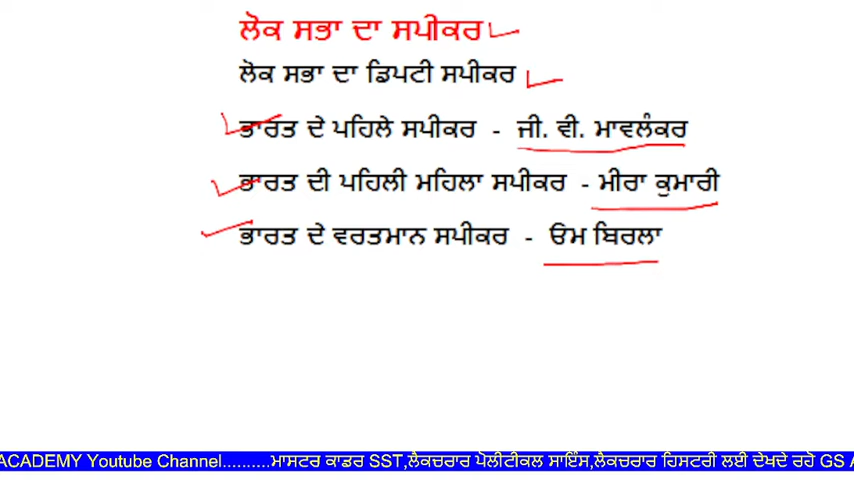 ਲੋਕ ਸਭਾ ਦਾ ਸਪੀਕਰ
ਲੋਕ ਸਭਾ ਦਾ ਡਿਪਟੀ ਸਪੀਕਰ
ਭਾਰਤ ਦੇ ਪਹਿਲੇ ਸਪੀਕਰ - ਜੀ. ਵੀ. ਮਾਵਲੰਕਰ
ਭਾਰਤ ਦੀ ਪਹਿਲੀ ਮਹਿਲਾ ਸਪੀਕਰ - ਮੀਰਾ ਕੁਮਾਰੀ
ਭਾਰਤ ਦੇ ਵਰਤਮਾਨ ਸਪੀਕਰ - ਓਮ ਬਿਰਲਾ
ACADEMY Youtube Channel..........ਮਾਸਟਰ ਕਾਡਰ SST,ਲੈਕਚਰਾਰ ਪੋਲੀਟੀਕਲ ਸਾਇੰਸ,ਲੈਕਚਰਾਰ ਹਿਸਟਰੀ ਲਈ ਦੇਖਦੇ ਰਹੋ GS A